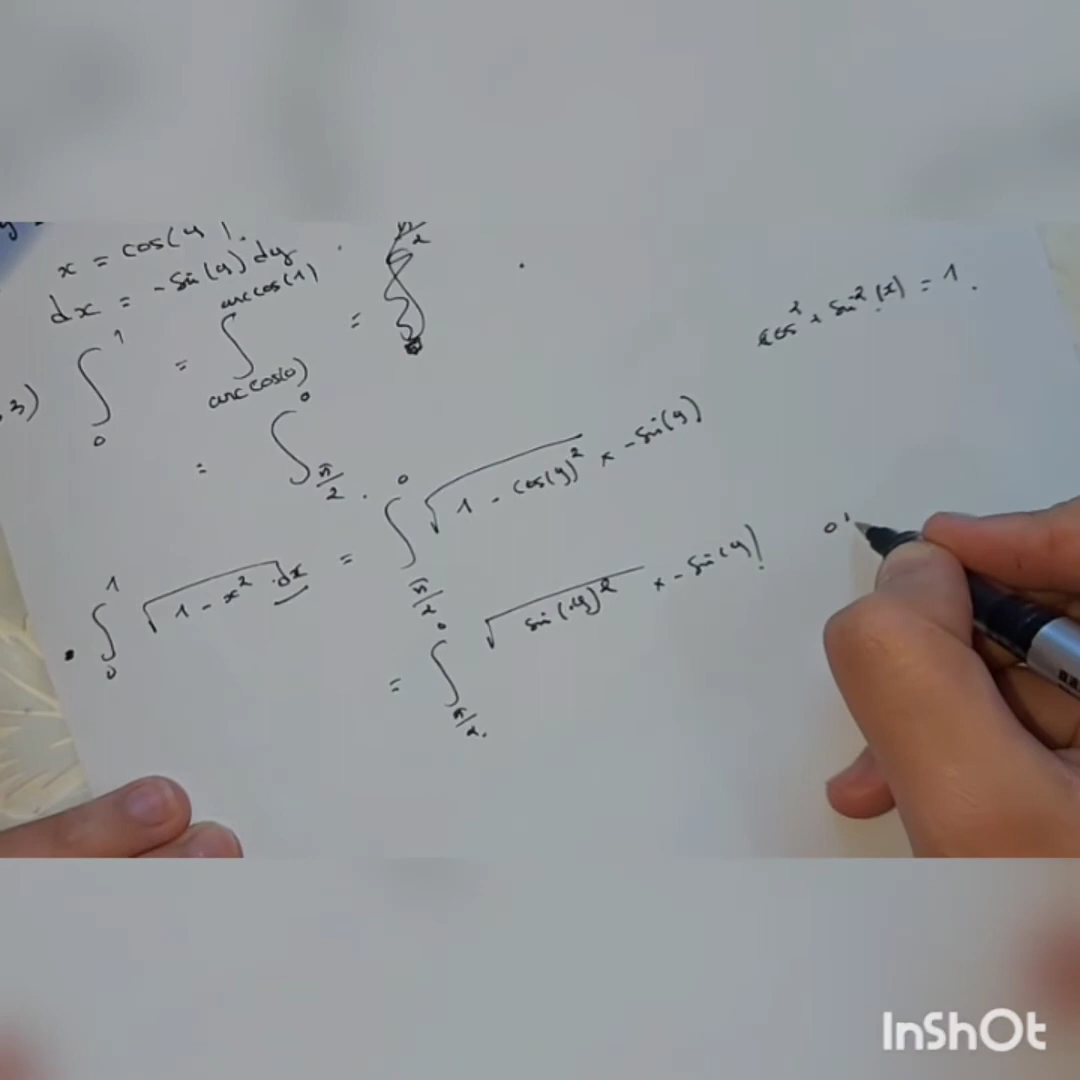 x = cos(y).
dx = -sin(y).dy
3) ∫₀¹ = ∫_{arccos(0)}^{arccos(1)} =
= ∫_{π/2}^0 .
cos² + sin²(x) = 1.
• ∫₀¹ √(1 - x²) .dx = ∫_{π/2}^0 √(1 - cos(y)²) × -sin(y)
= ∫_{π/2}^0 √(sin(y)²) × -sin(y)
InShOt